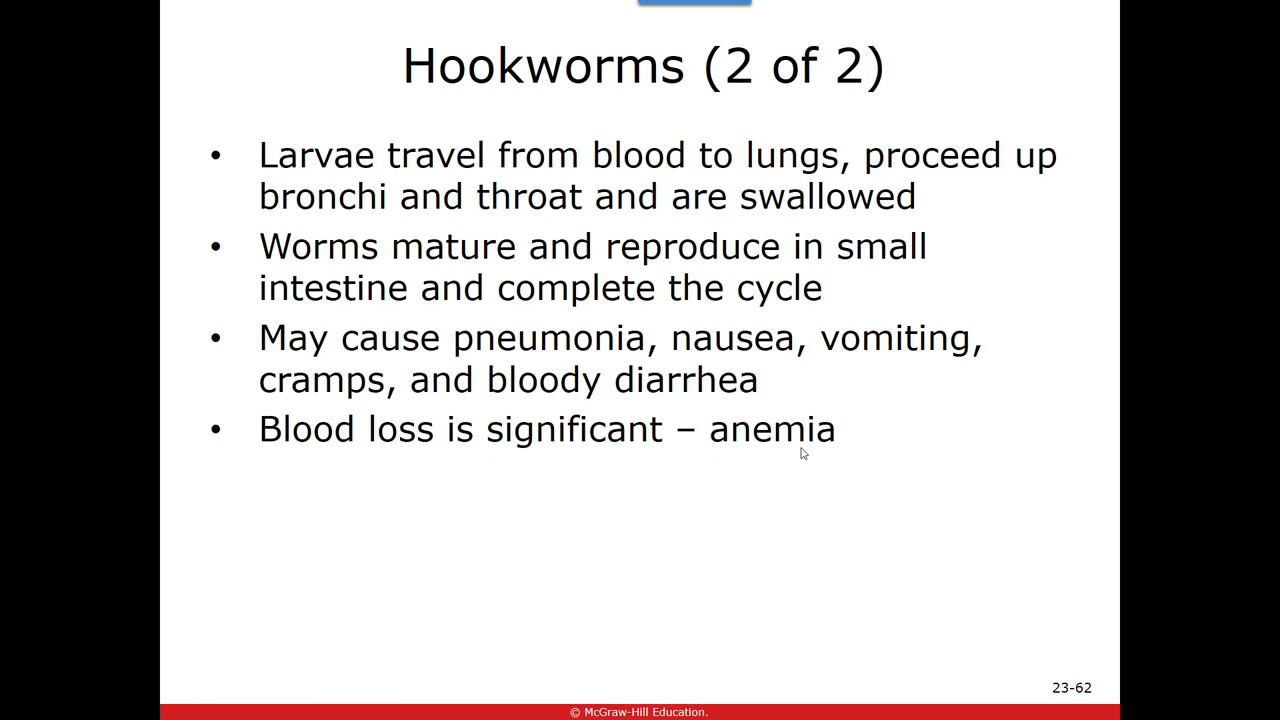 Hookworms (2 of 2)
• Larvae travel from blood to lungs, proceed up
bronchi and throat and are swallowed
• Worms mature and reproduce in small
intestine and complete the cycle
• May cause pneumonia, nausea, vomiting,
cramps, and bloody diarrhea
• Blood loss is significant – anemia
23-62
© McGraw-Hill Education.